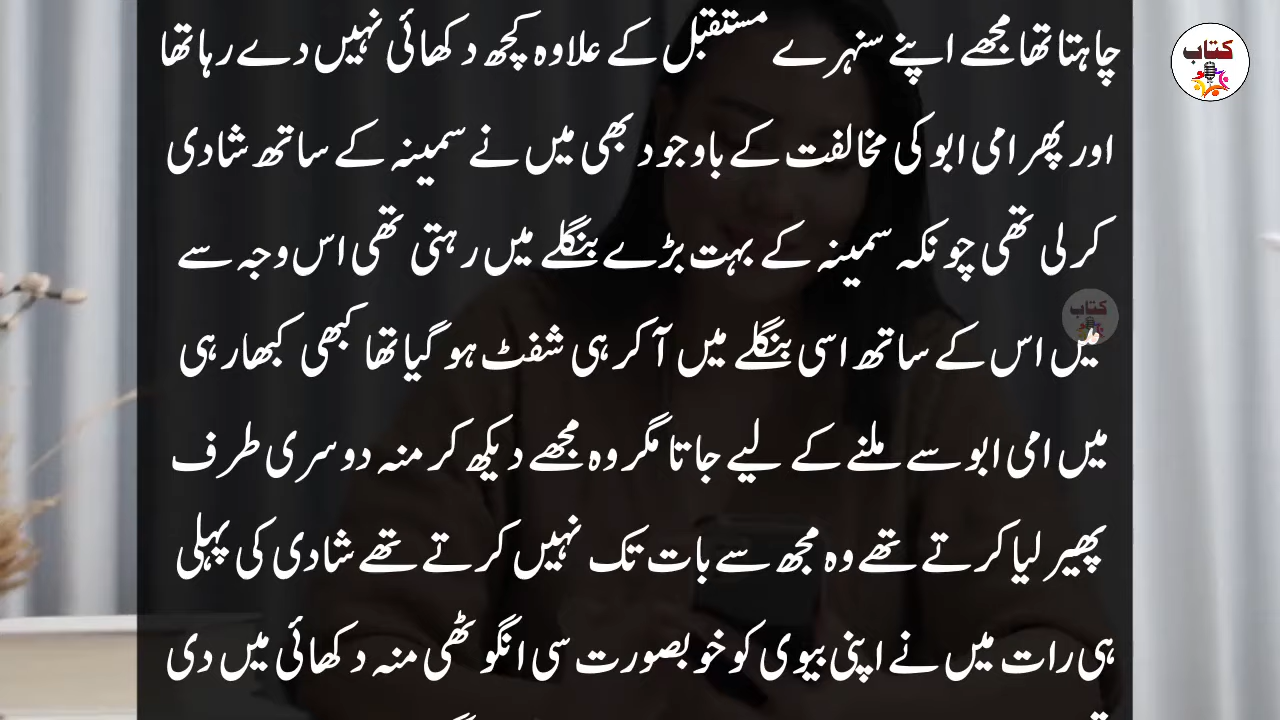 کتاب
چاہتا تھا مجھے اپنے سنہرے مستقبل کے علاوہ کچھ دکھائی نہیں دے رہا تھا
اور پھر امی ابو کی مخالفت کے باوجود بھی میں نے سمینہ کے ساتھ شادی
کر لی تھی چونکہ سمینہ کے بہت بڑے بنگلے میں رہتی تھی اس وجہ سے
کتاب
میں اس کے ساتھ اسی بنگلے میں آ کر ہی شفٹ ہو گیا تھا کبھی کبھار ہی
میں امی ابو سے ملنے کے لیے جاتا مگر وہ مجھے دیکھ کر منہ دوسری طرف
پھیر لیا کرتے تھے وہ مجھ سے بات تک نہیں کرتے تھے شادی کی پہلی
ہی رات میں نے اپنی بیوی کو خوبصورت سی انگوٹھی منہ دکھائی میں دی